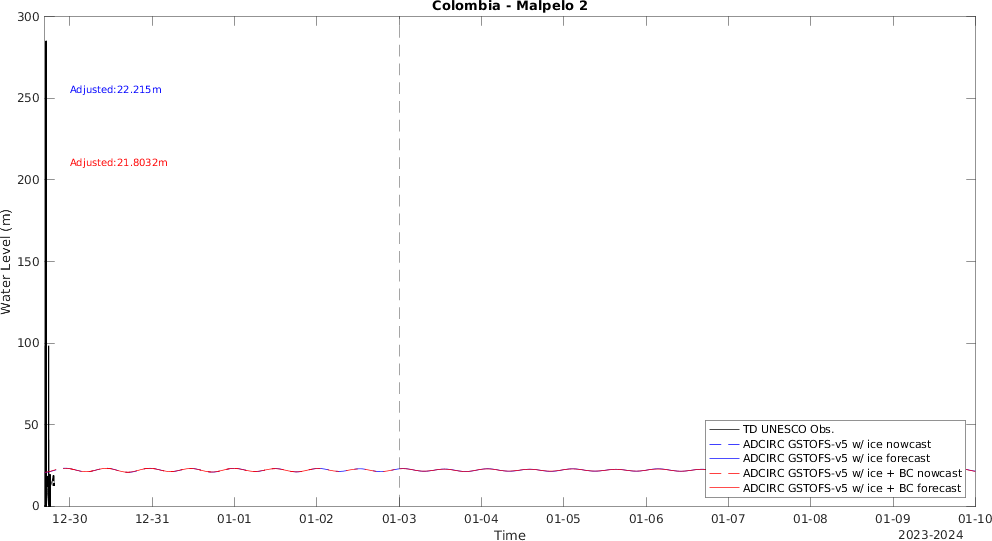 Colombia - Malpelo 2
300
250
200
150
100
50
0
Water Level (m)
Adjusted:22.215m
Adjusted:21.8032m
TD UNESCO Obs.
ADCIRC GSTOFS-v5 w/ ice nowcast
ADCIRC GSTOFS-v5 w/ ice forecast
ADCIRC GSTOFS-v5 w/ ice + BC nowcast
ADCIRC GSTOFS-v5 w/ ice + BC forecast
12-30 12-31 01-01 01-02 01-03 01-04 01-05 01-06 01-07 01-08 01-09 01-10
Time
2023-2024